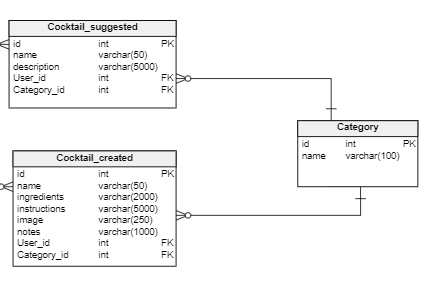 Cocktail_suggested
id int PK
name varchar(50)
description varchar(5000)
User_id int FK
Category_id int FK
Category
id int PK
name varchar(100)
Cocktail_created
id int PK
name varchar(50)
ingredients varchar(2000)
instructions varchar(5000)
image varchar(250)
notes varchar(1000)
User_id int FK
Category_id int FK